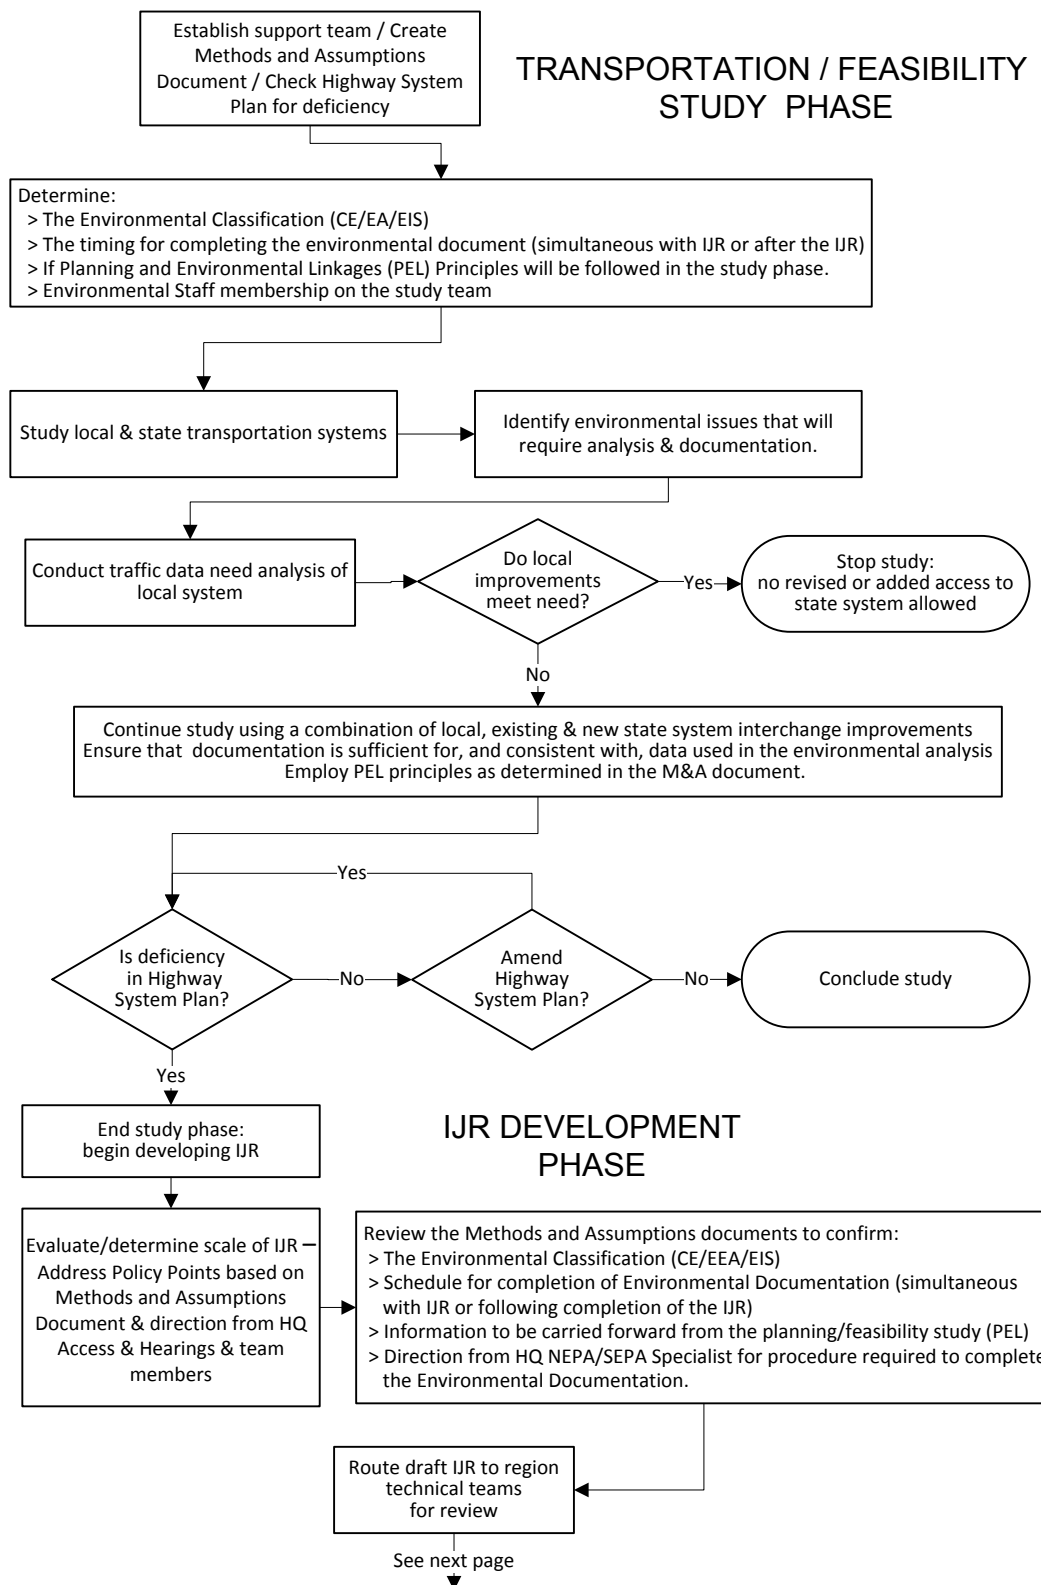 Establish support team / Create
Methods and Assumptions
Document / Check Highway System
Plan for deficiency
TRANSPORTATION / FEASIBILITY
STUDY PHASE
Determine:
> The Environmental Classification (CE/EA/EIS)
> The timing for completing the environmental document (simultaneous with IJR or after the IJR)
> If Planning and Environmental Linkages (PEL) Principles will be followed in the study phase.
> Environmental Staff membership on the study team
Study local & state transportation systems
Identify environmental issues that will
require analysis & documentation.
Conduct traffic data need analysis of
local system
Do local
improvements
meet need?
Yes
Stop study:
no revised or added access to
state system allowed
No
Continue study using a combination of local, existing & new state system interchange improvements
Ensure that documentation is sufficient for, and consistent with, data used in the environmental analysis
Employ PEL principles as determined in the M&A document.
Yes
Is deficiency
in Highway
System Plan?
No
Amend
Highway
System Plan?
No
Conclude study
Yes
End study phase:
begin developing IJR
IJR DEVELOPMENT
PHASE
Evaluate/determine scale of IJR –
Address Policy Points based on
Methods and Assumptions
Document & direction from HQ
Access & Hearings & team
members
Review the Methods and Assumptions documents to confirm:
> The Environmental Classification (CE/EEA/EIS)
> Schedule for completion of Environmental Documentation (simultaneous
with IJR or following completion of the IJR)
> Information to be carried forward from the planning/feasibility study (PEL)
> Direction from HQ NEPA/SEPA Specialist for procedure required to complete
the Environmental Documentation.
Route draft IJR to region
technical teams
for review
See next page